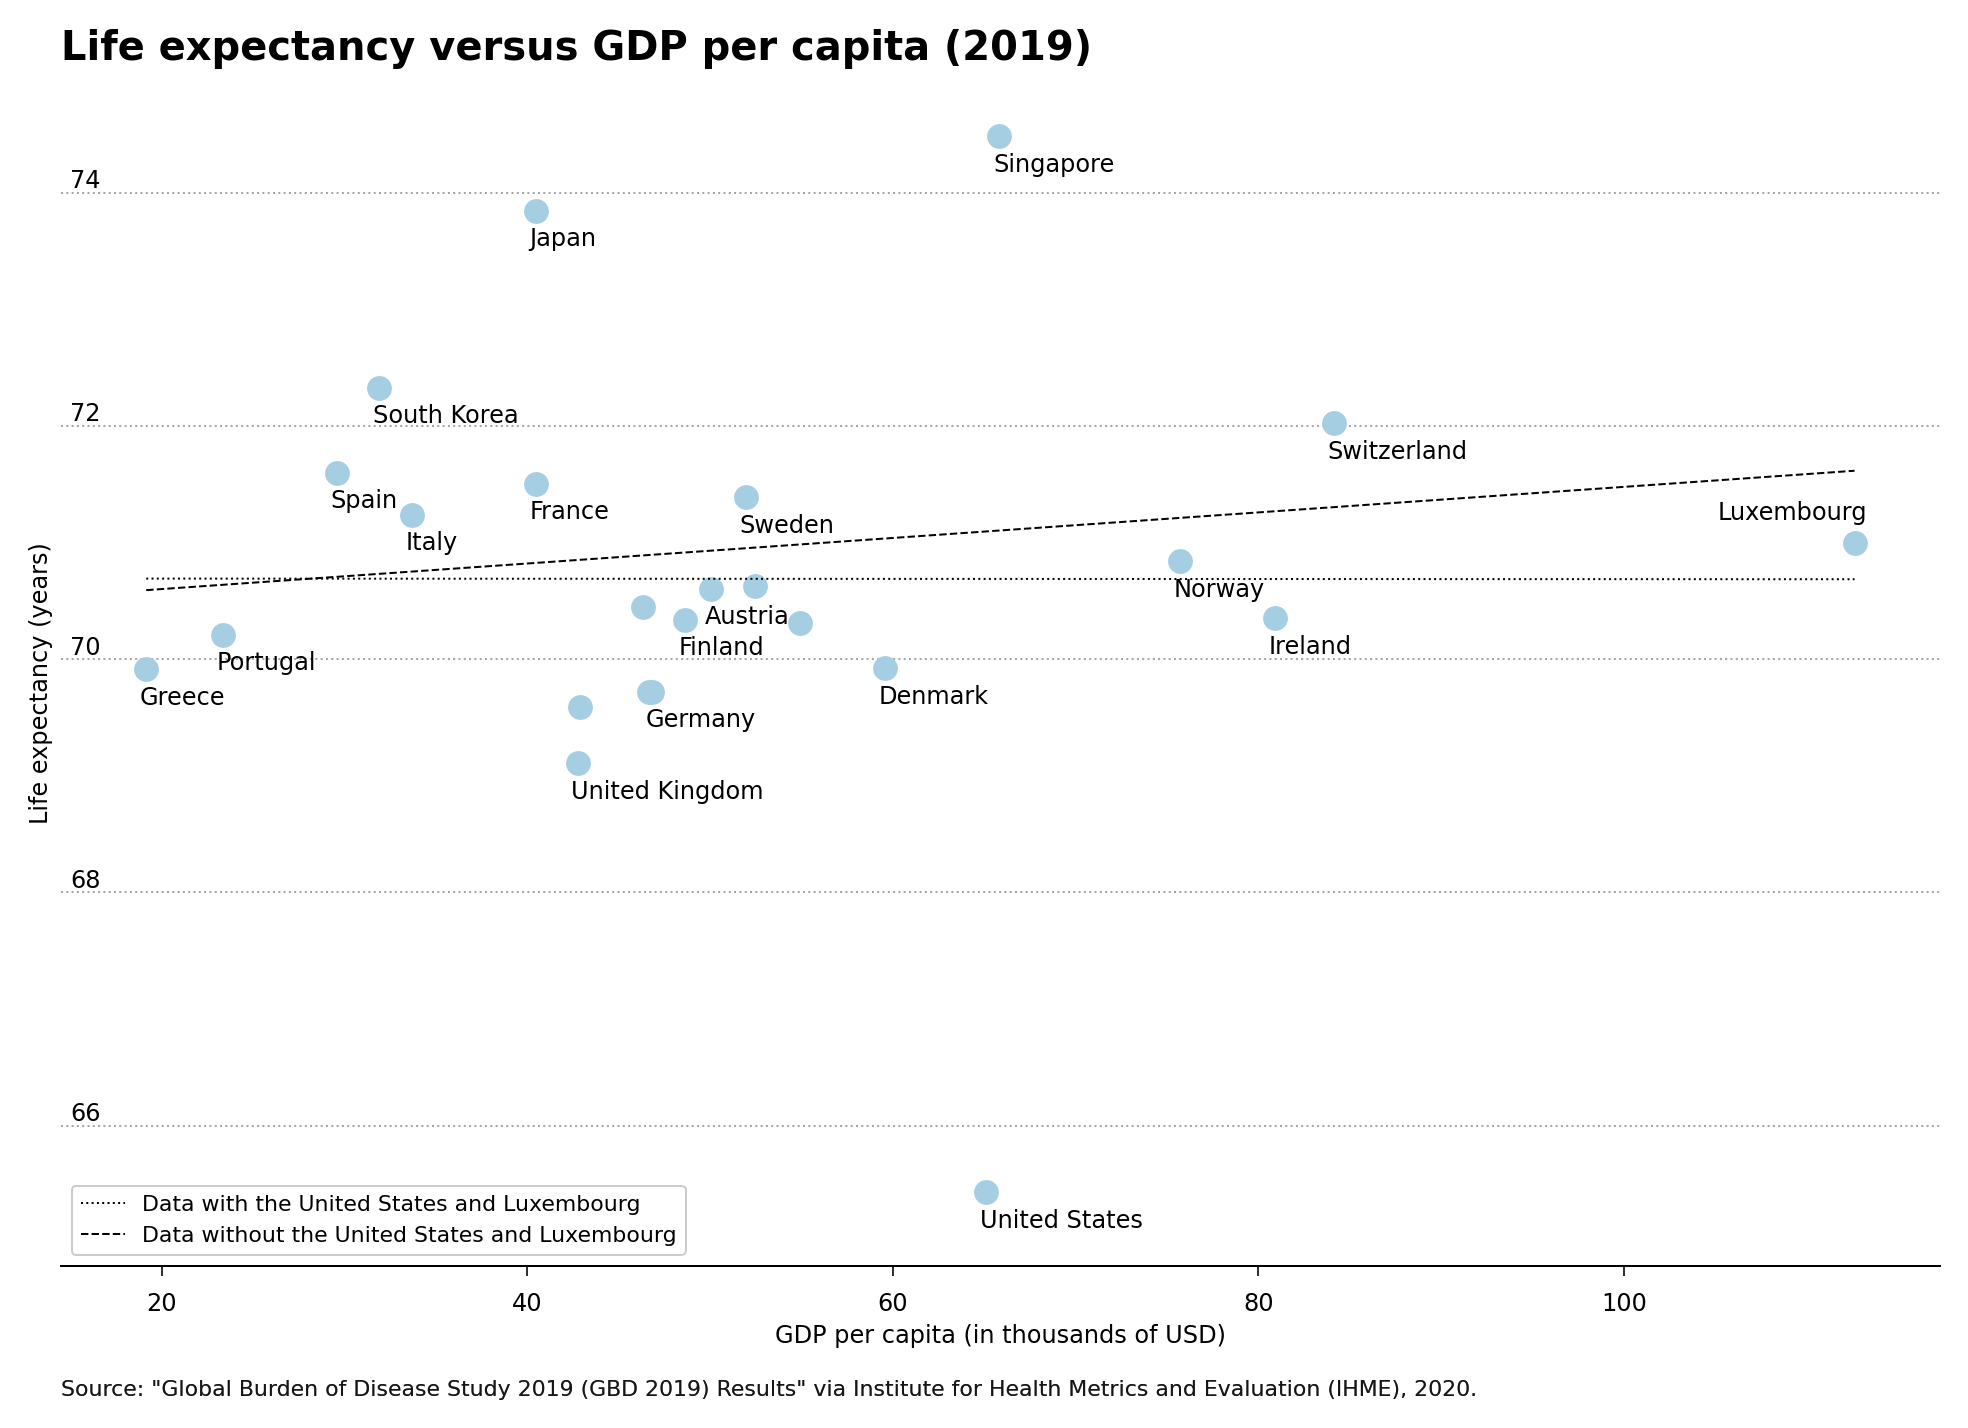 Life expectancy versus GDP per capita (2019)
Singapore
74
Japan
72
South Korea
Switzerland
Spain
France
Luxembourg
Sweden
Italy
Norway
Austria
70
Finland
Ireland
Portugal
Greece
Denmark
Germany
Life expectancy (years)
United Kingdom
68
66
United States
Data with the United States and Luxembourg
Data without the United States and Luxembourg
20
40
60
80
100
GDP per capita (in thousands of USD)
Source: "Global Burden of Disease Study 2019 (GBD 2019) Results" via Institute for Health Metrics and Evaluation (IHME), 2020.